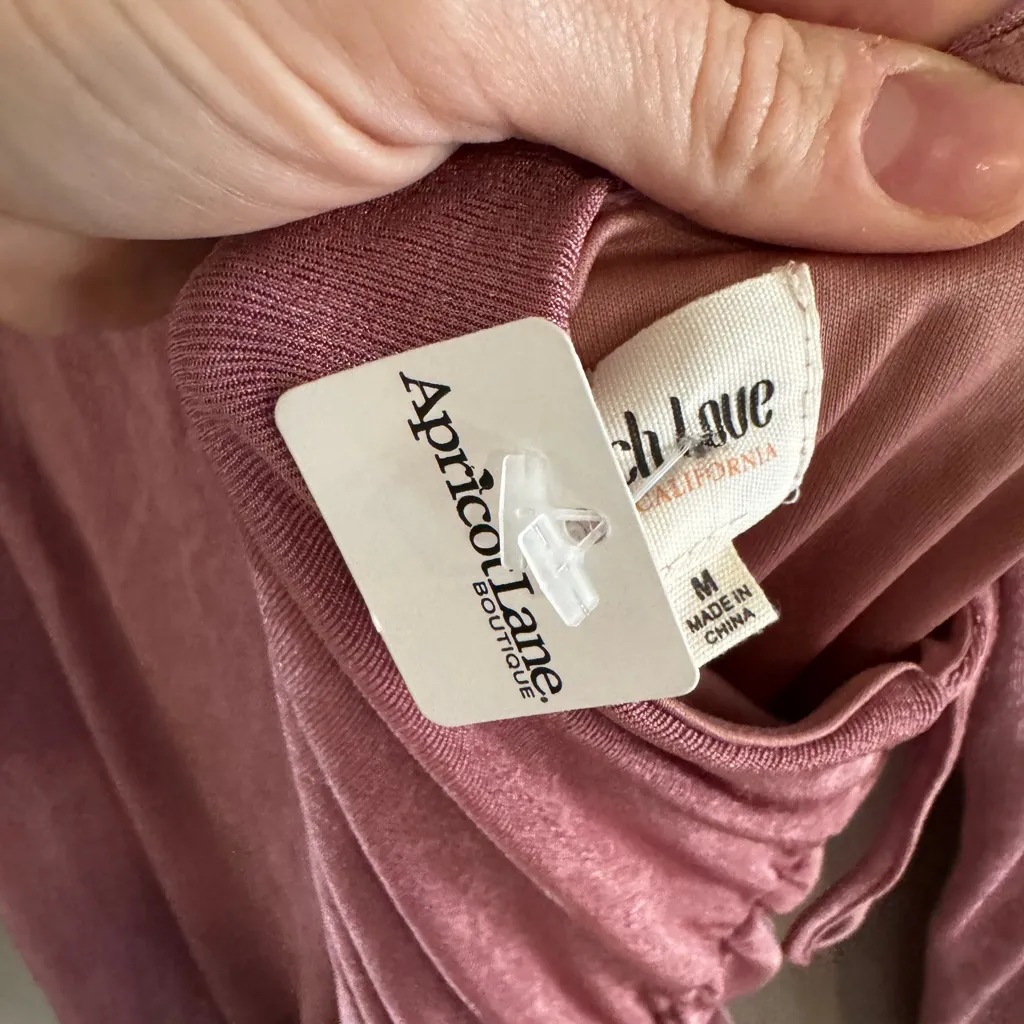 Apricot Lane
BOUTIQUE
ch Love
CALIFORNIA
M
MADE IN
CHINA